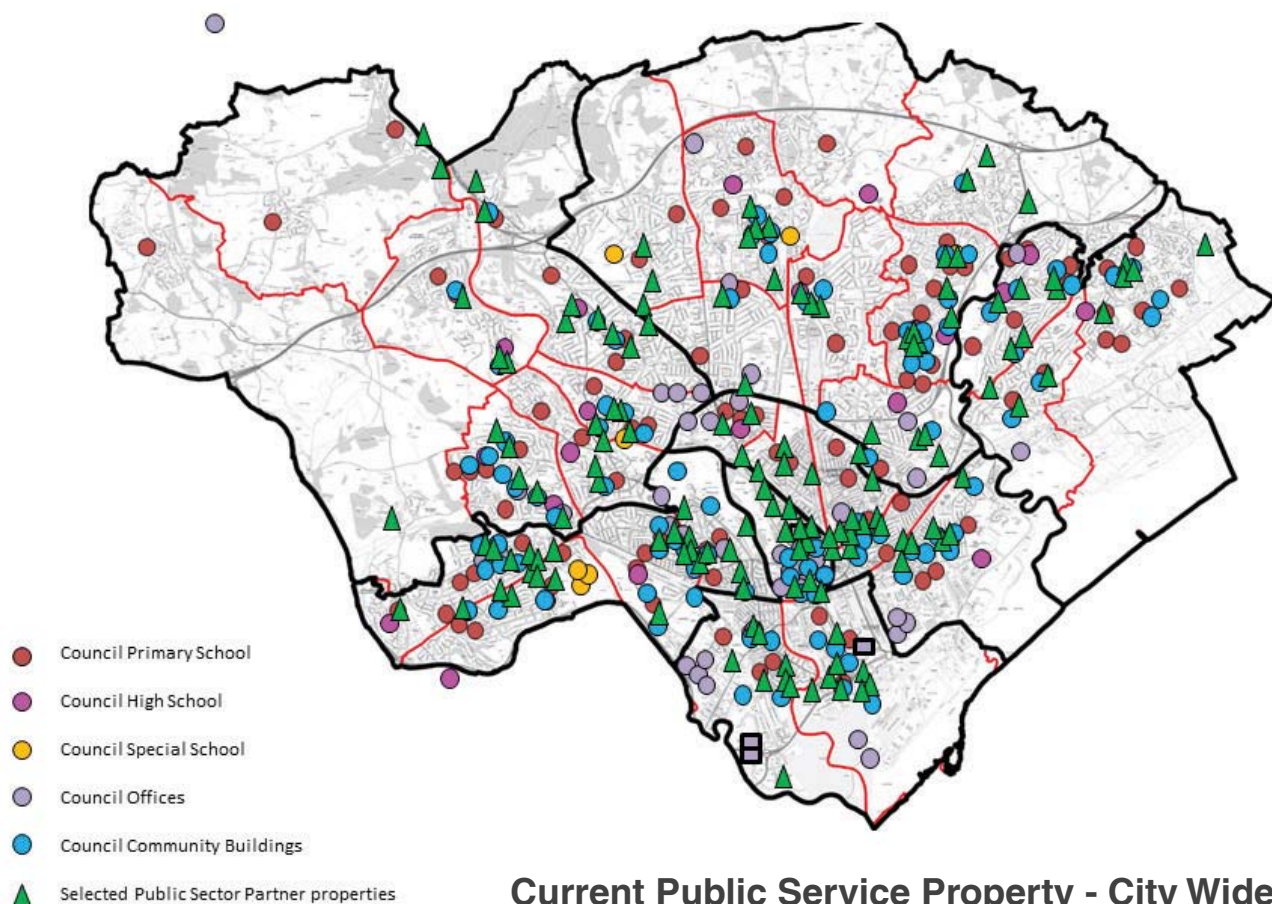 Council Primary School
Council High School
Council Special School
Council Offices
Council Community Buildings
Selected Public Sector Partner properties
Current Public Service Property - City Wide